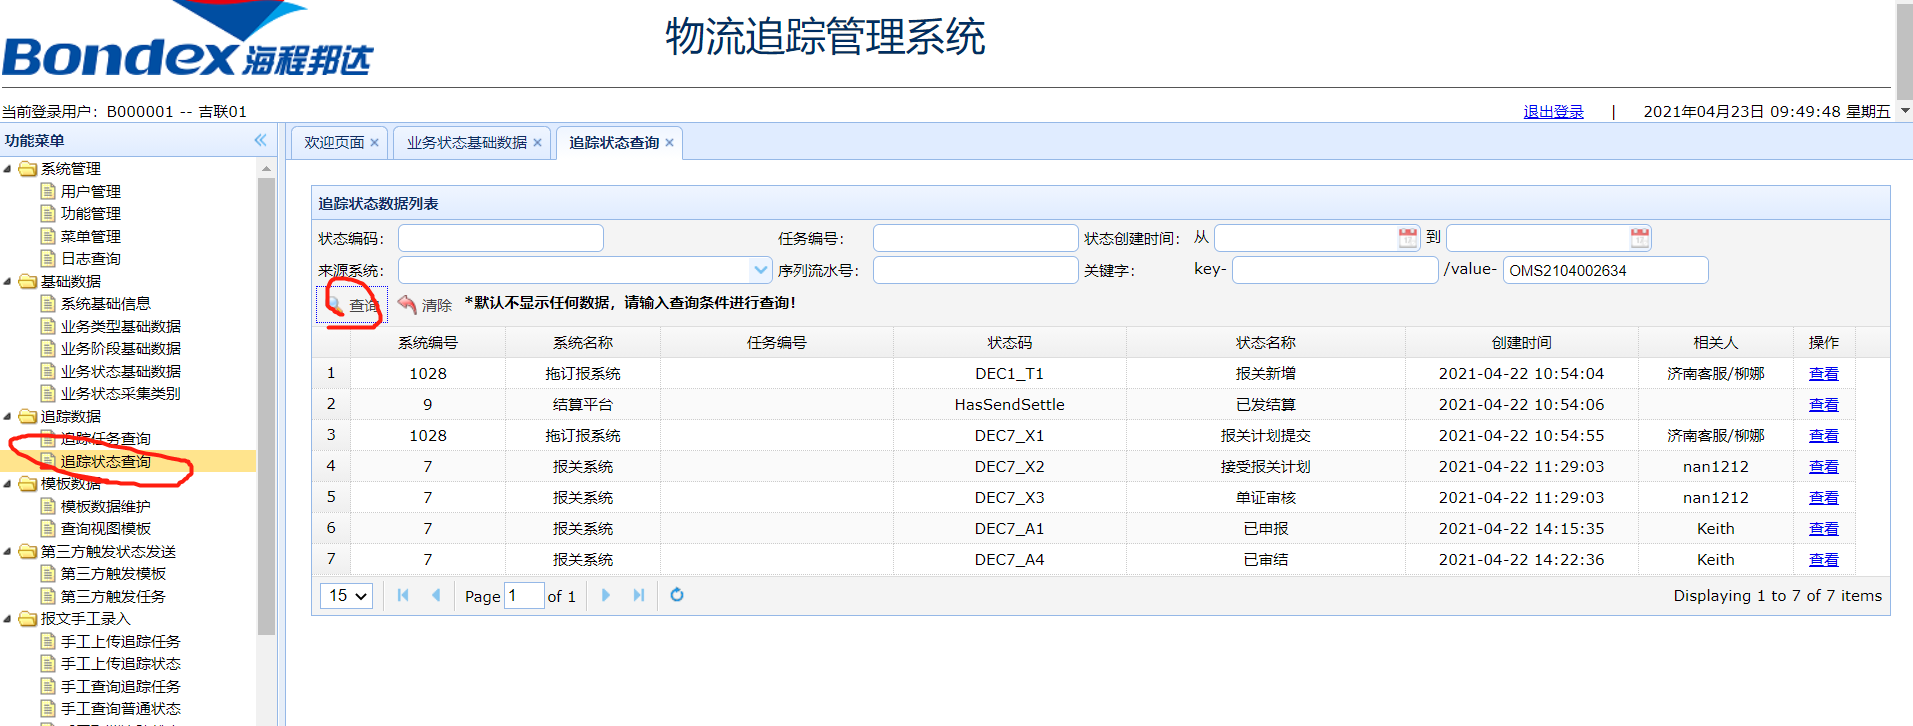 Bondex 海程邦达
物流追踪管理系统
当前登录用户：B000001 -- 吉联01
退出登录 | 2021年04月23日 09:49:48 星期五
功能菜单
系统管理
用户管理
功能管理
菜单管理
日志查询
基础数据
系统基础信息
业务类型基础数据
业务阶段基础数据
业务状态基础数据
业务状态采集类别
追踪数据
追踪任务查询
追踪状态查询
模板数据
模板数据维护
查询视图模板
第三方触发状态发送
第三方触发模板
第三方触发任务
报文手工录入
手工上传追踪任务
手工上传追踪状态
手工查询追踪任务
手工查询普通状态
欢迎页面 业务状态基础数据 追踪状态查询
追踪状态数据列表
状态编码： 任务编号： 状态创建时间： 从 到
来源系统： 序列流水号： 关键字： key- /value- OMS2104002634
查询 清除 *默认不显示任何数据，请输入查询条件进行查询！
系统编号 系统名称 任务编号 状态码 状态名称 创建时间 相关人 操作
1 1028 拖订报系统 DEC1_T1 报关新增 2021-04-22 10:54:04 济南客服/柳娜 查看
2 9 结算平台 HasSendSettle 已发结算 2021-04-22 10:54:06 查看
3 1028 拖订报系统 DEC7_X1 报关计划提交 2021-04-22 10:54:55 济南客服/柳娜 查看
4 7 报关系统 DEC7_X2 接受报关计划 2021-04-22 11:29:03 nan1212 查看
5 7 报关系统 DEC7_X3 单证审核 2021-04-22 11:29:03 nan1212 查看
6 7 报关系统 DEC7_A1 已申报 2021-04-22 14:15:35 Keith 查看
7 7 报关系统 DEC7_A4 已审结 2021-04-22 14:22:36 Keith 查看
15 Page 1 of 1 Displaying 1 to 7 of 7 items